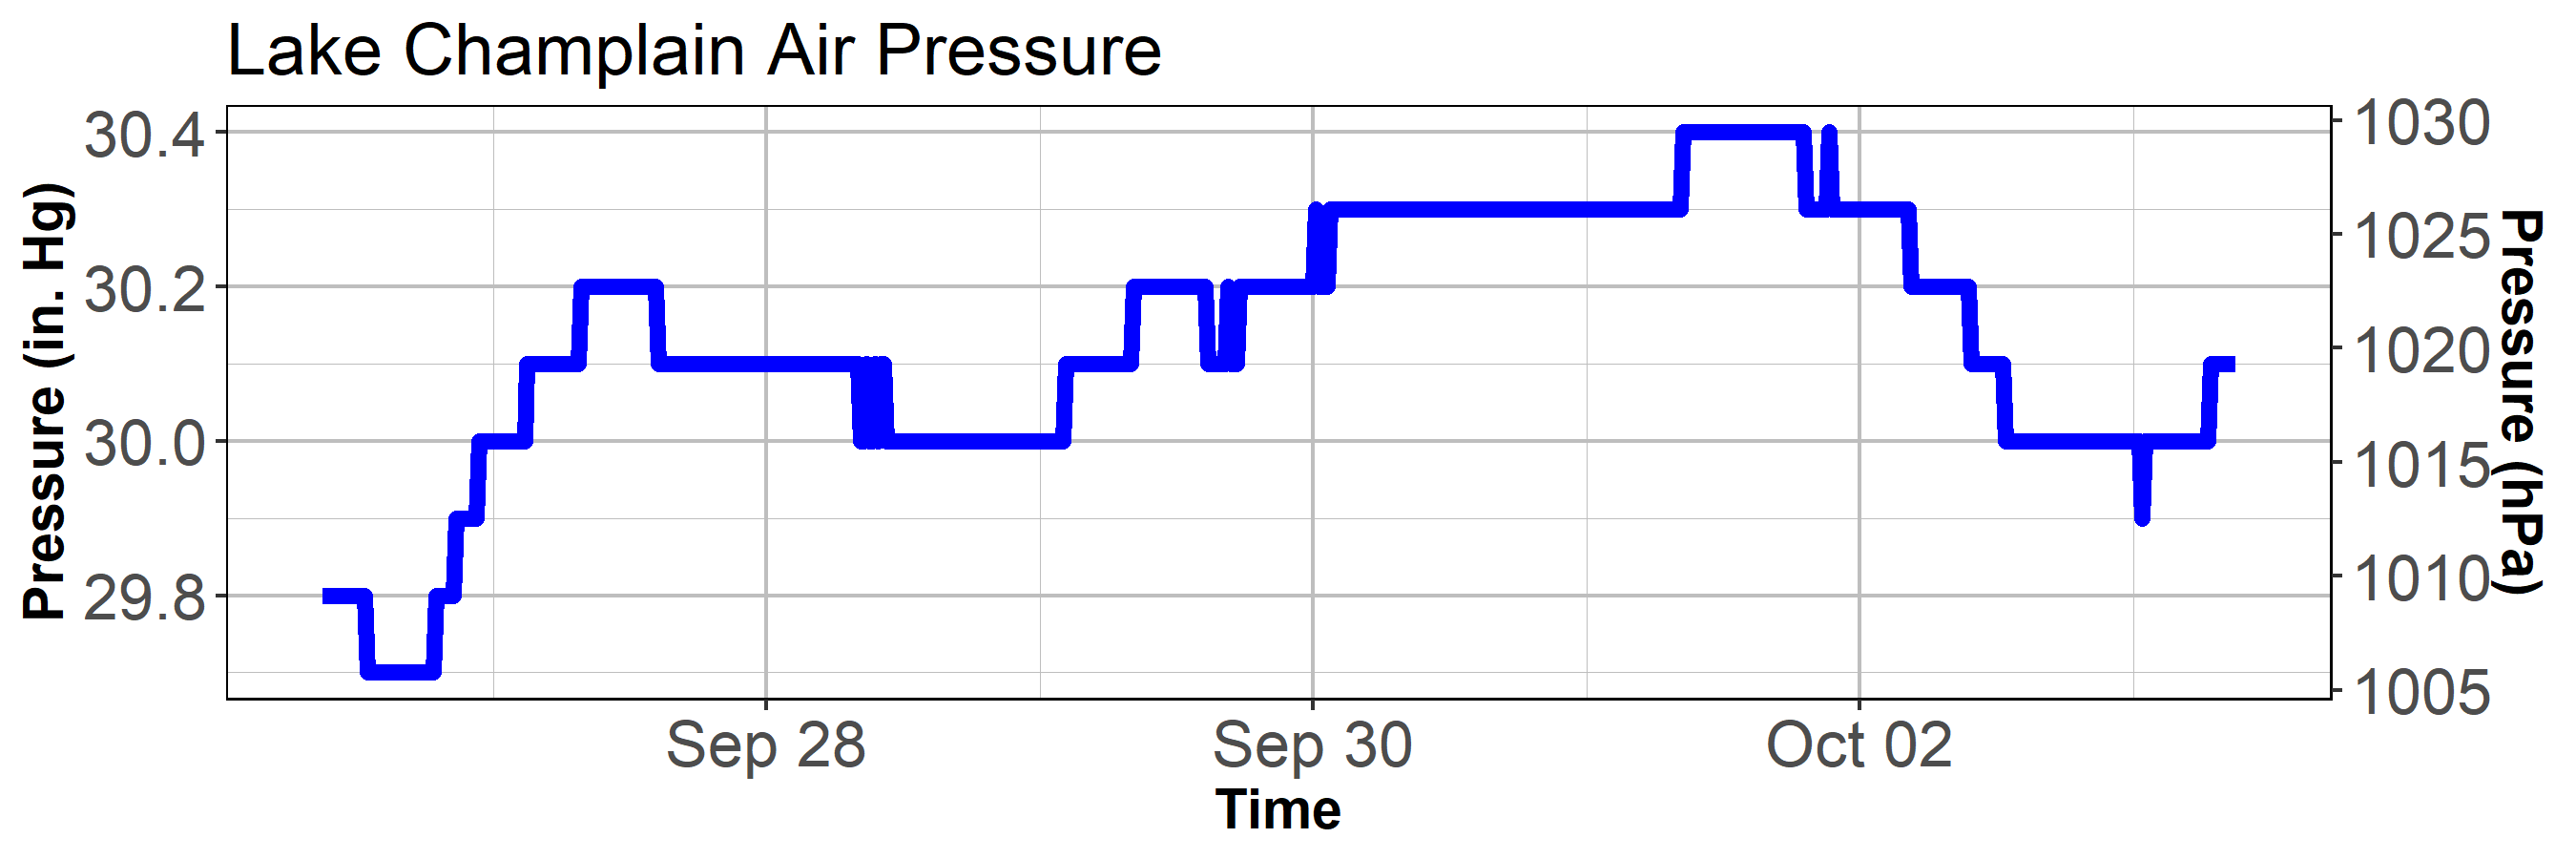 Lake Champlain Air Pressure
30.4
30.2
30.0
29.8
Pressure (in. Hg)
1030
1025
1020
1015
1010
1005
Pressure (hPa)
Sep 28
Sep 30
Oct 02
Time